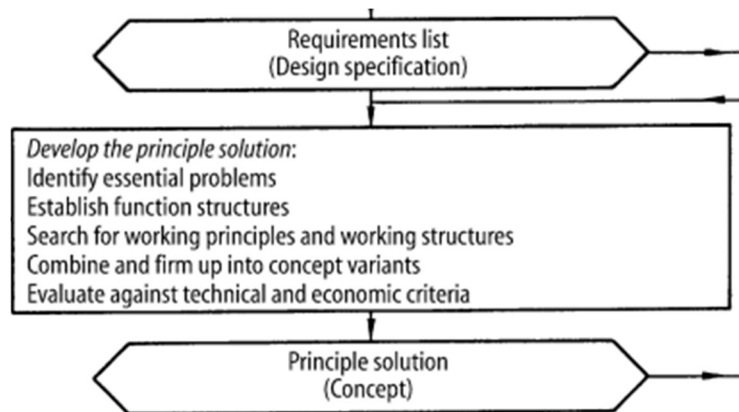 Requirements list
(Design specification)
Develop the principle solution:
Identify essential problems
Establish function structures
Search for working principles and working structures
Combine and firm up into concept variants
Evaluate against technical and economic criteria
Principle solution
(Concept)